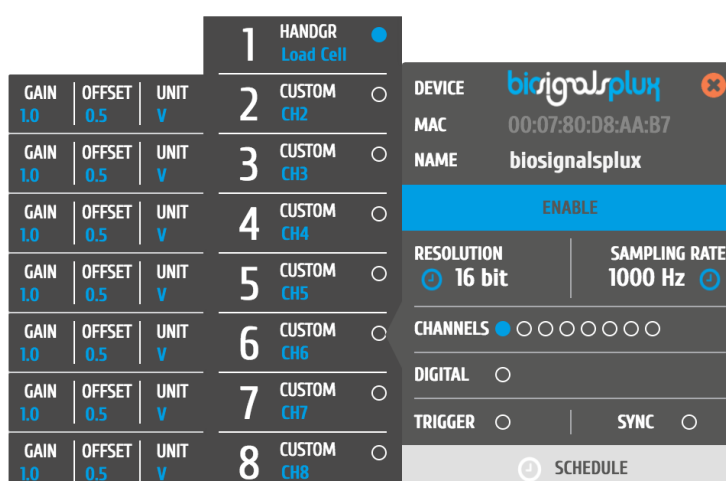 1 HANDGR
Load Cell
GAIN OFFSET UNIT
1.0 0.5 V
2 CUSTOM
CH2
GAIN OFFSET UNIT
1.0 0.5 V
3 CUSTOM
CH3
GAIN OFFSET UNIT
1.0 0.5 V
4 CUSTOM
CH4
GAIN OFFSET UNIT
1.0 0.5 V
5 CUSTOM
CH5
GAIN OFFSET UNIT
1.0 0.5 V
6 CUSTOM
CH6
GAIN OFFSET UNIT
1.0 0.5 V
7 CUSTOM
CH7
GAIN OFFSET UNIT
1.0 0.5 V
8 CUSTOM
CH8
DEVICE biosignalsplux
MAC 00:07:80:D8:AA:B7
NAME biosignalsplux
ENABLE
RESOLUTION SAMPLING RATE
16 bit 1000 Hz
CHANNELS
DIGITAL
TRIGGER SYNC
SCHEDULE